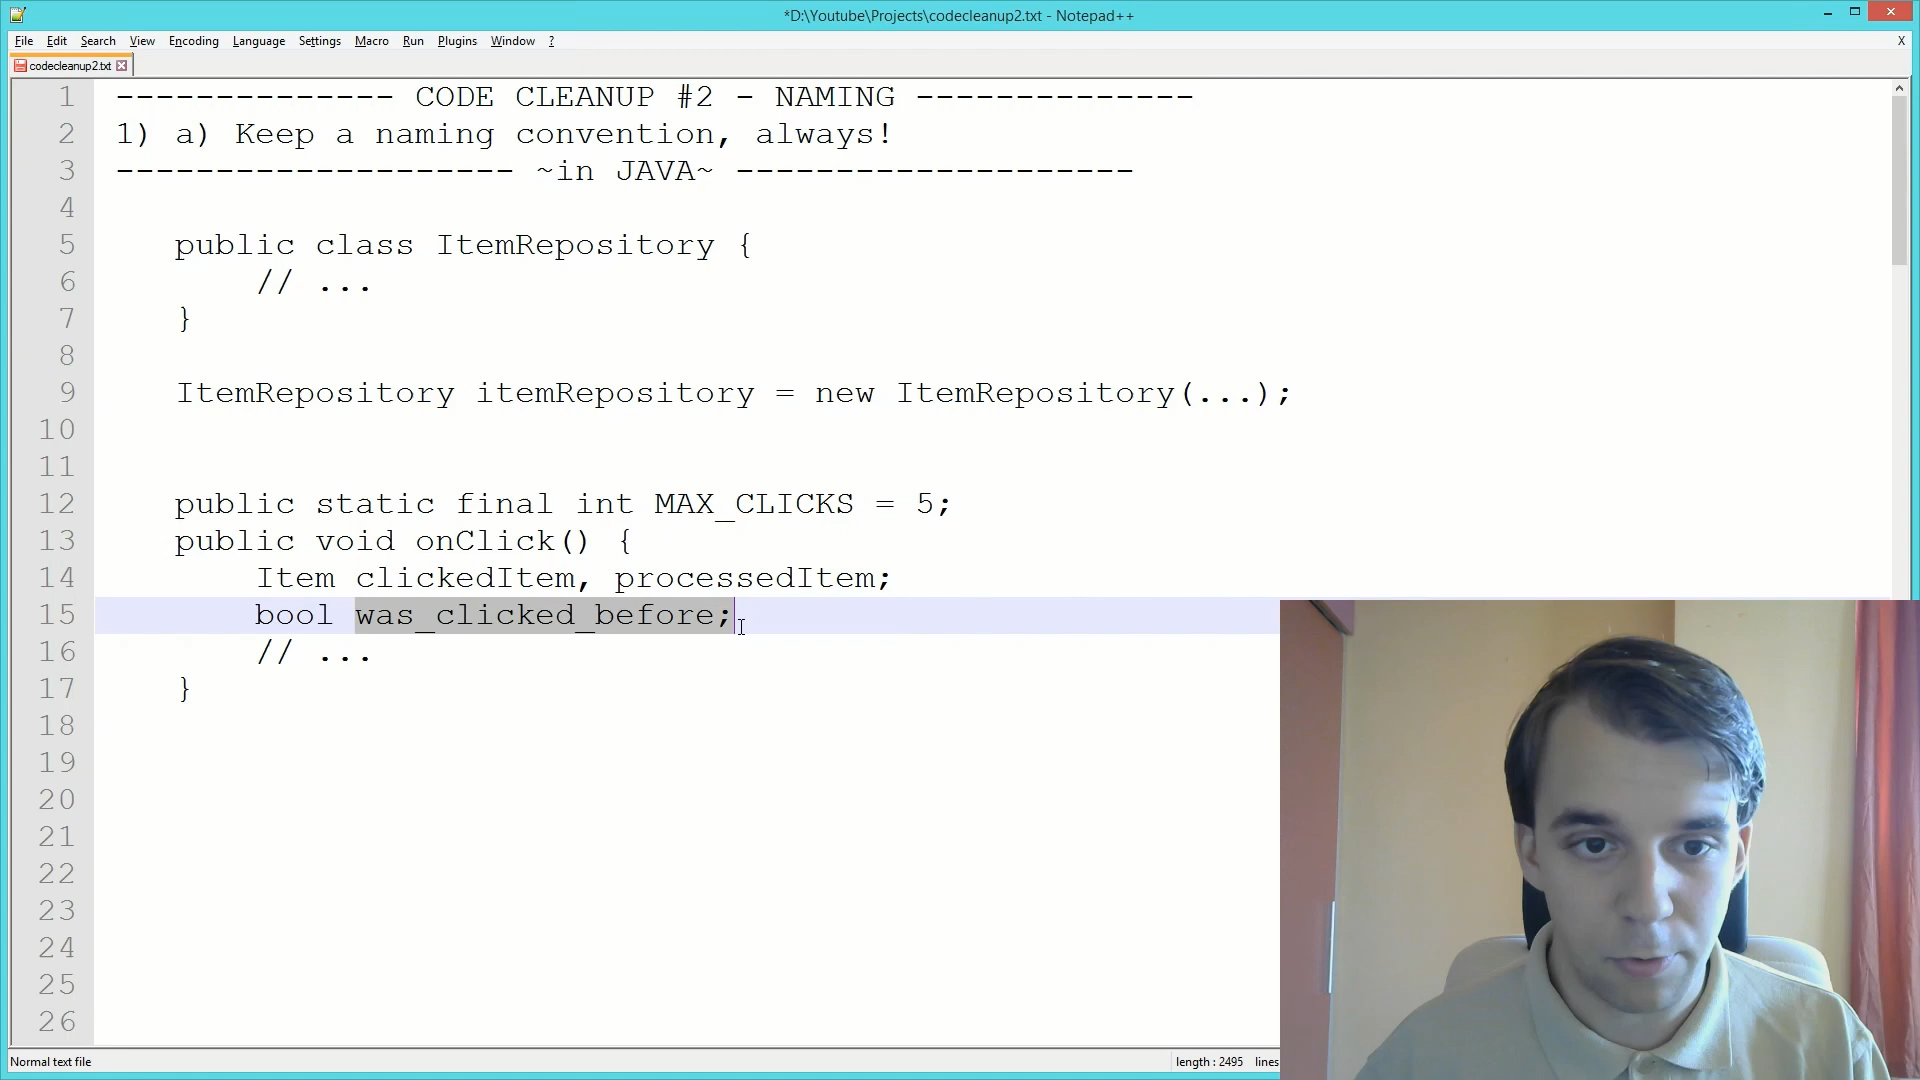 *D:\Youtube\Projects\codecleanup2.txt - Notepad++
File Edit Search View Encoding Language Settings Macro Run Plugins Window ? X
codecleanup2.txt
1 -------------- CODE CLEANUP #2 - NAMING --------------
2 1) a) Keep a naming convention, always!
3 -------------------- ~in JAVA~ --------------------
4
5 public class ItemRepository {
6 // ...
7 }
8
9 ItemRepository itemRepository = new ItemRepository(...);
10
11
12 public static final int MAX_CLICKS = 5;
13 public void onClick() {
14 Item clickedItem, processedItem;
15 bool was_clicked_before;
16 // ...
17 }
18
19
20
21
22
23
24
25
26
Normal text file length : 2495 lines